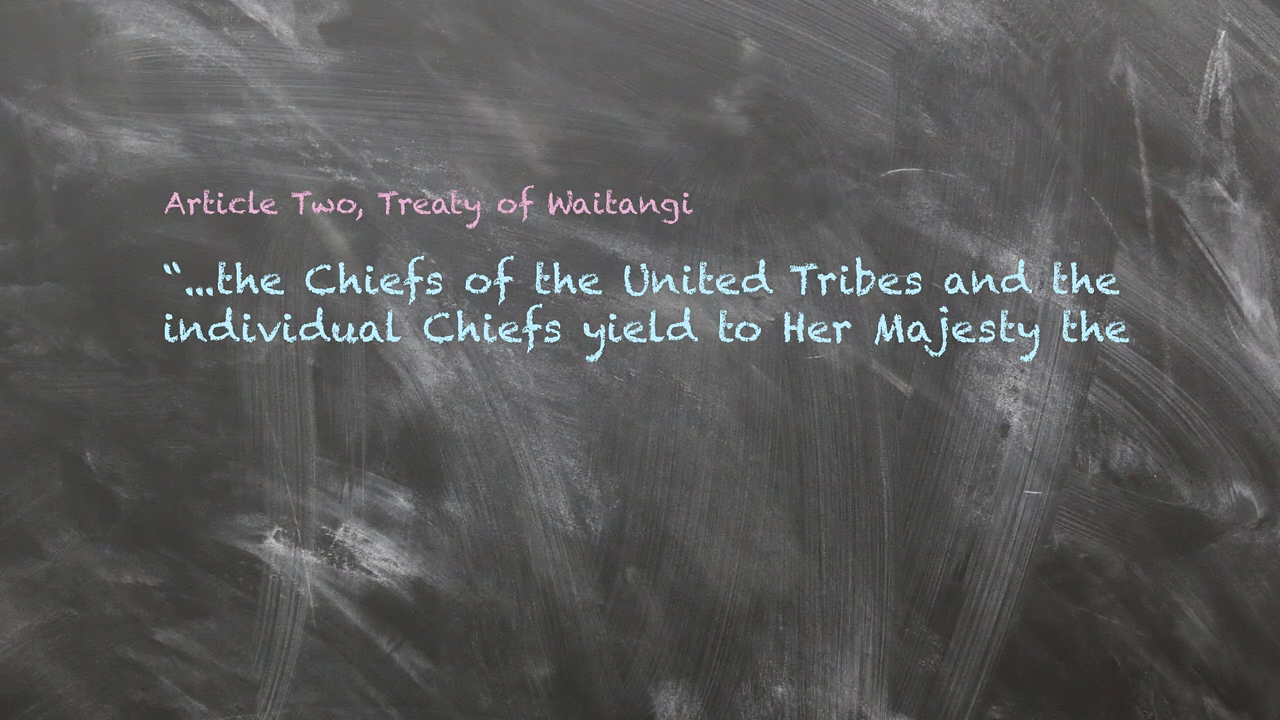 Article Two, Treaty of Waitangi
“...the Chiefs of the United Tribes and the
individual Chiefs yield to Her Majesty the